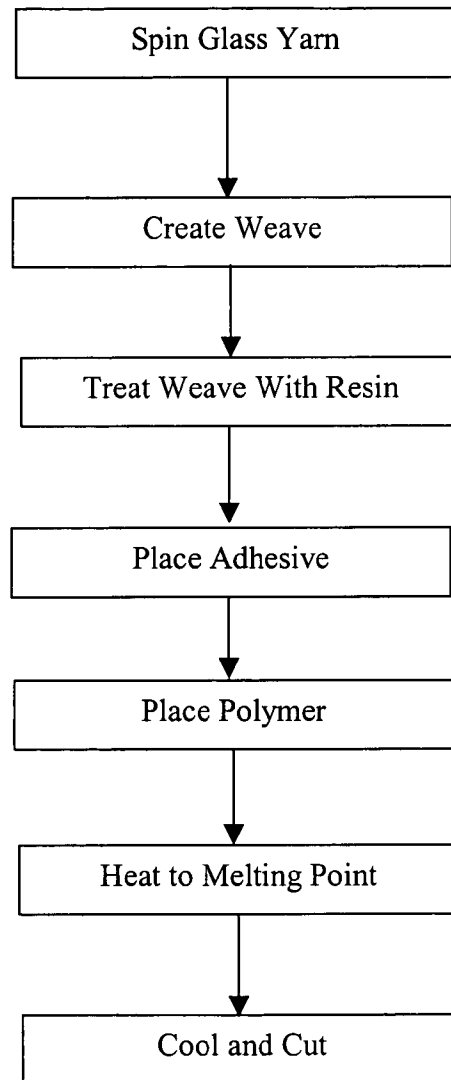 Spin Glass Yarn
Create Weave
Treat Weave With Resin
Place Adhesive
Place Polymer
Heat to Melting Point
Cool and Cut